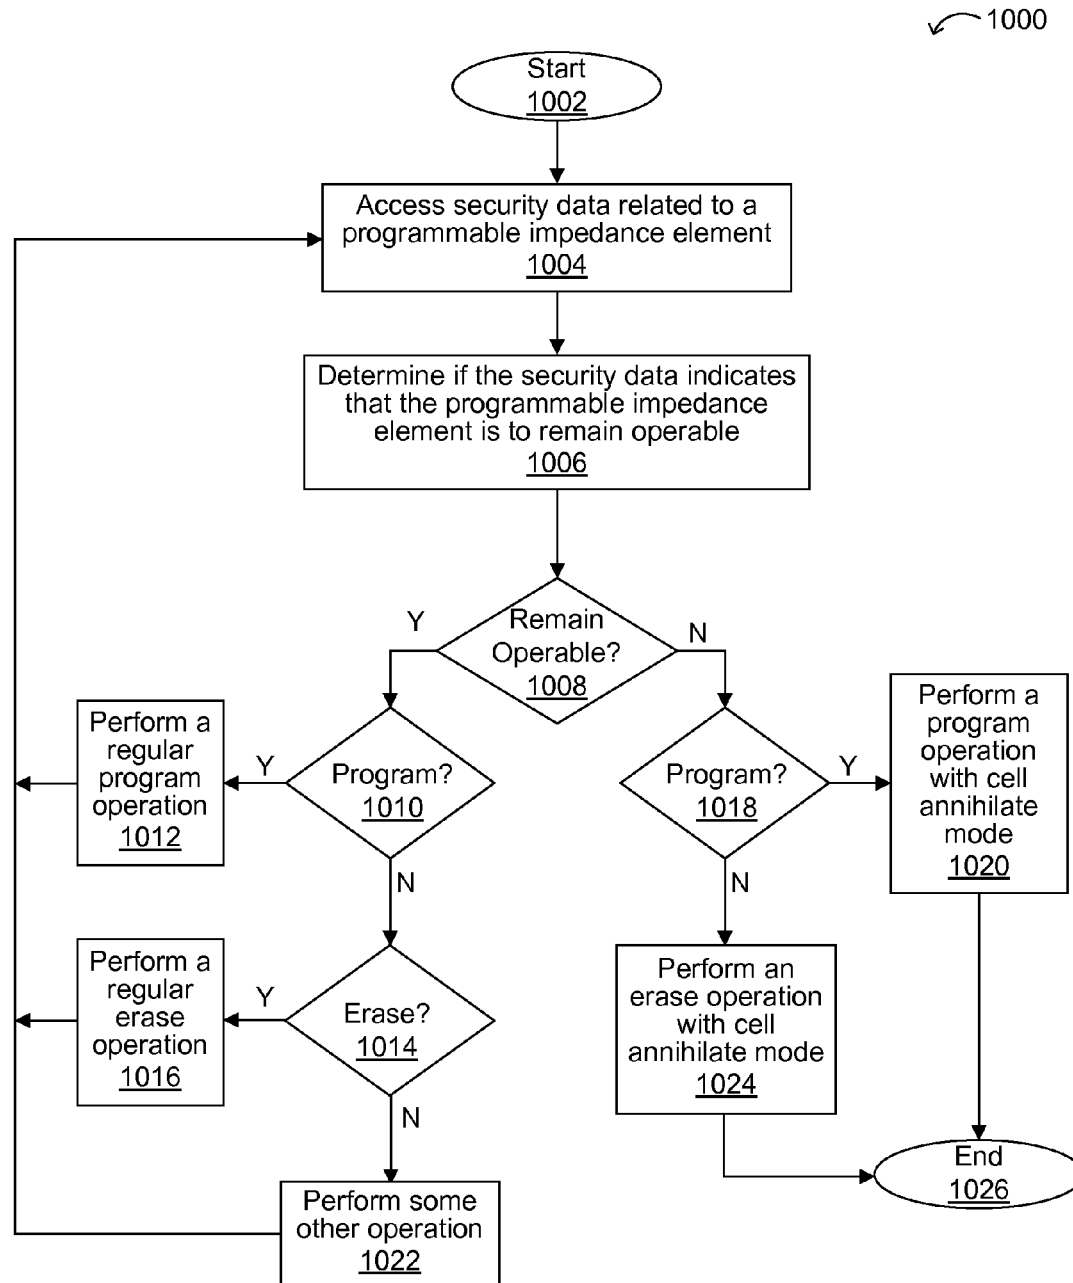 1000
Start
1002
Access security data related to a
programmable impedance element
1004
Determine if the security data indicates
that the programmable impedance
element is to remain operable
1006
Remain
Operable?
1008
Y
N
Program?
1010
Y
N
Perform a
regular
program
operation
1012
Program?
1018
Y
N
Perform a
program
operation
with cell
annihilate
mode
1020
Erase?
1014
Y
N
Perform a
regular
erase
operation
1016
Perform an
erase operation
with cell
annihilate mode
1024
Perform some
other operation
1022
End
1026